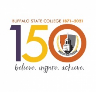 BUFFALO STATE COLLEGE 1871–2021
150
believe. inspire. achieve.